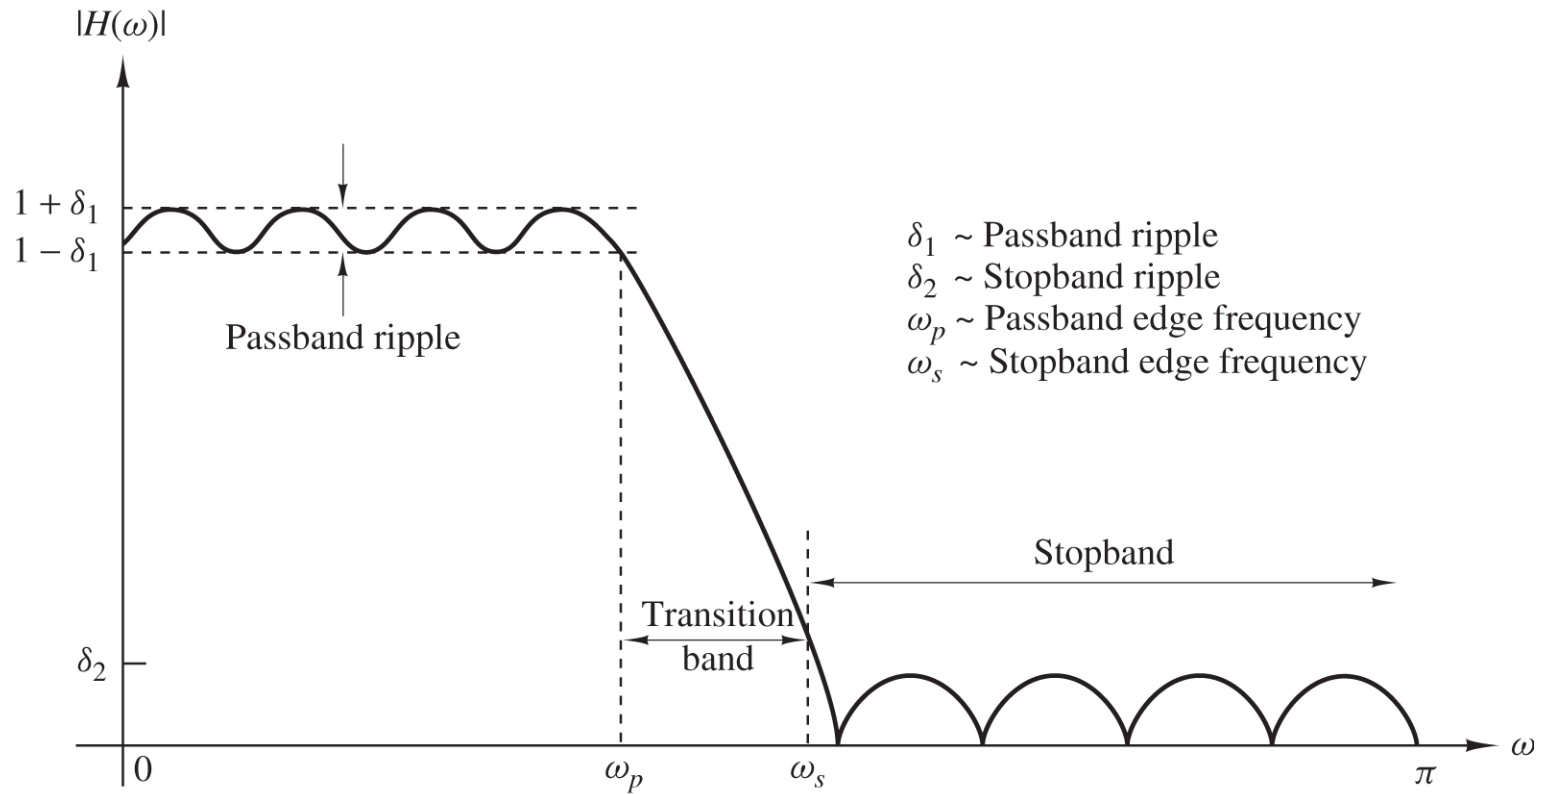 |H(ω)|
1 + δ₁
1 − δ₁
Passband ripple
δ₁ ~ Passband ripple
δ₂ ~ Stopband ripple
ωₚ ~ Passband edge frequency
ωₛ ~ Stopband edge frequency
Stopband
Transition
band
δ₂
0
ωₚ
ωₛ
π
ω